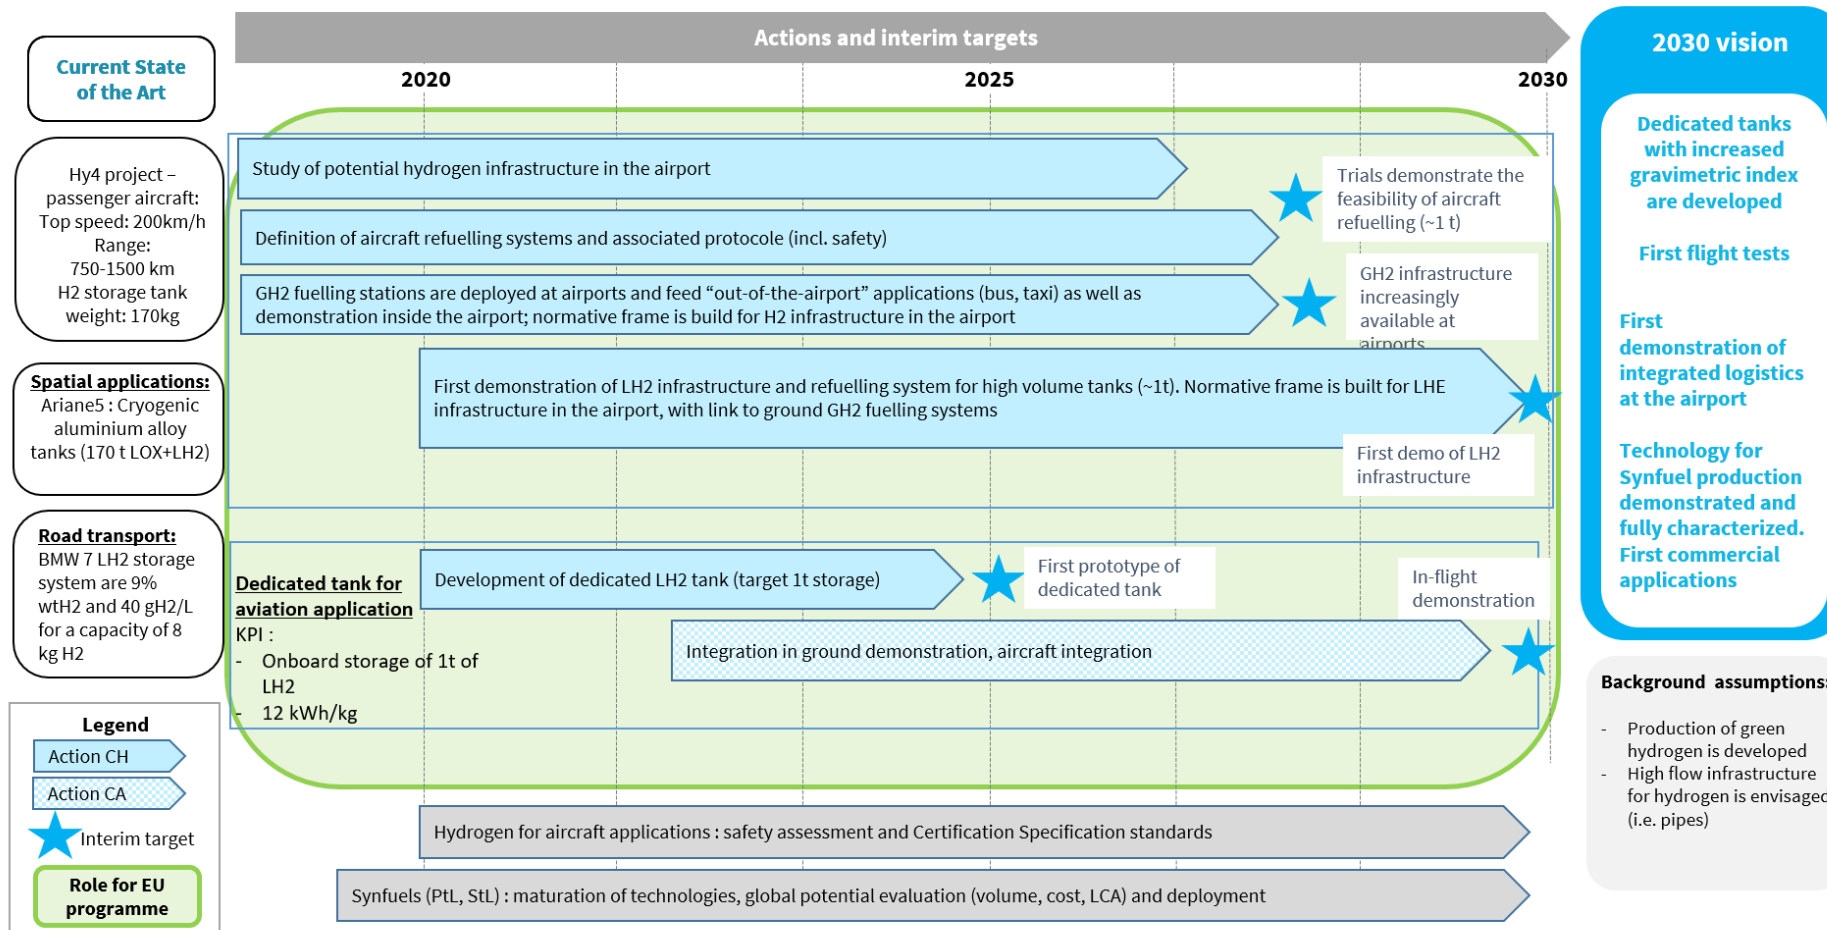 Actions and interim targets
2020
2025
2030
Current State
of the Art
Hy4 project –
passenger aircraft:
Top speed: 200km/h
Range:
750-1500 km
H2 storage tank
weight: 170kg
Spatial applications:
Ariane5 : Cryogenic
aluminium alloy
tanks (170 t LOX+LH2)
Road transport:
BMW 7 LH2 storage
system are 9%
wtH2 and 40 gH2/L
for a capacity of 8
kg H2
Legend
Action CH
Action CA
Interim target
Role for EU
programme
Study of potential hydrogen infrastructure in the airport
Trials demonstrate the
feasibility of aircraft
refuelling (~1 t)
Definition of aircraft refuelling systems and associated protocole (incl. safety)
GH2 fuelling stations are deployed at airports and feed “out-of-the-airport” applications (bus, taxi) as well as
demonstration inside the airport; normative frame is build for H2 infrastructure in the airport
GH2 infrastructure
increasingly
available at
airports
First demonstration of LH2 infrastructure and refuelling system for high volume tanks (~1t). Normative frame is built for LHE
infrastructure in the airport, with link to ground GH2 fuelling systems
First demo of LH2
infrastructure
Dedicated tank for
aviation application
KPI :
- Onboard storage of 1t of
LH2
- 12 kWh/kg
Development of dedicated LH2 tank (target 1t storage)
First prototype of
dedicated tank
In-flight
demonstration
Integration in ground demonstration, aircraft integration
Hydrogen for aircraft applications : safety assessment and Certification Specification standards
Synfuels (PtL, StL) : maturation of technologies, global potential evaluation (volume, cost, LCA) and deployment
2030 vision
Dedicated tanks
with increased
gravimetric index
are developed
First flight tests
First
demonstration of
integrated logistics
at the airport
Technology for
Synfuel production
demonstrated and
fully characterized.
First commercial
applications
Background assumptions:
- Production of green
hydrogen is developed
- High flow infrastructure
for hydrogen is envisaged
(i.e. pipes)